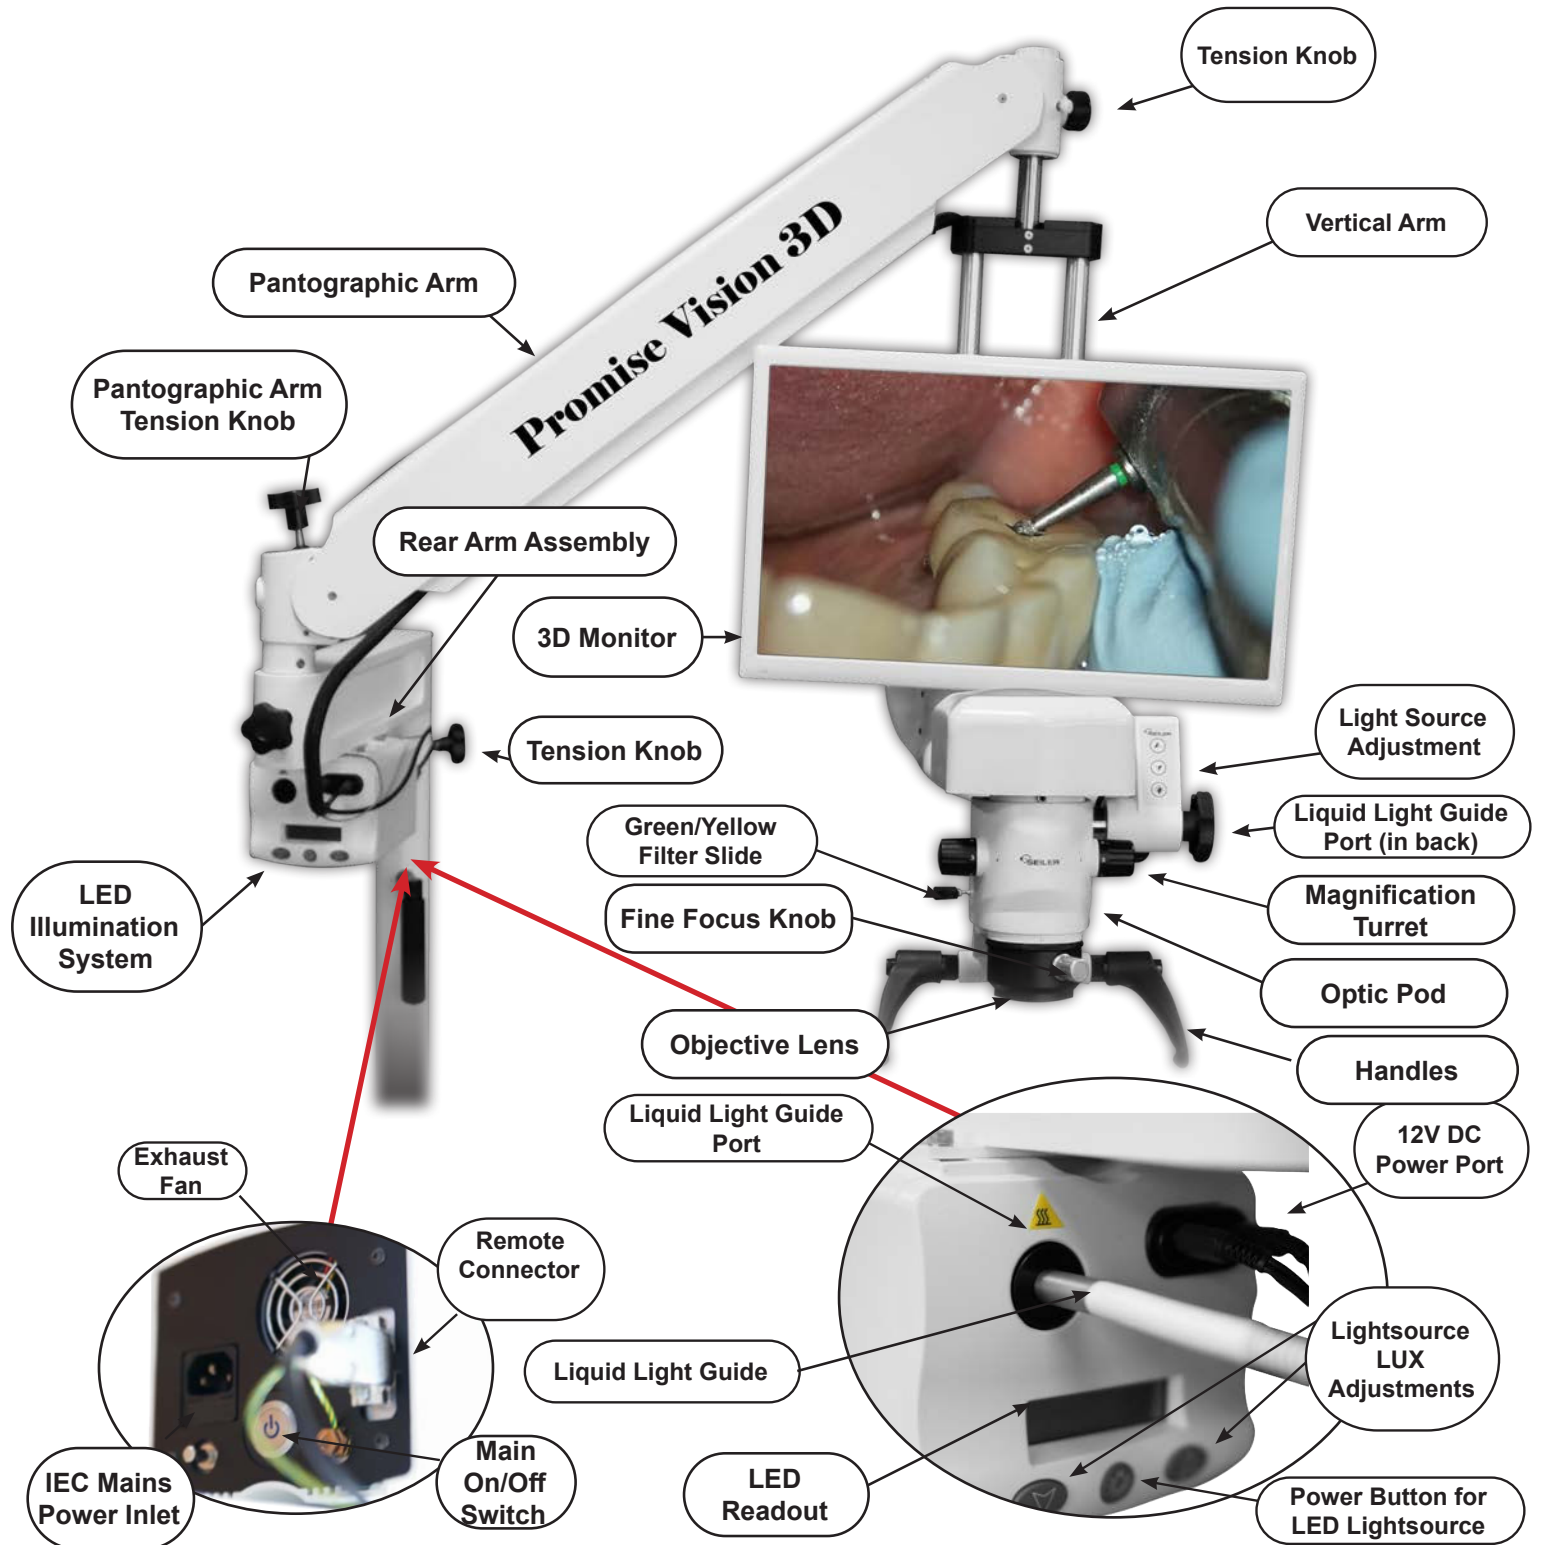 Tension Knob
Vertical Arm
Pantographic Arm
Promise Vision 3D
Pantographic Arm
Tension Knob
Rear Arm Assembly
3D Monitor
Tension Knob
Light Source
Adjustment
Liquid Light Guide
Port (in back)
Green/Yellow
Filter Slide
SEILER
Magnification
Turret
LED
Illumination
System
Fine Focus Knob
Optic Pod
Objective Lens
Handles
Liquid Light Guide
Port
12V DC
Power Port
Exhaust
Fan
Remote
Connector
Liquid Light Guide
Lightsource
LUX
Adjustments
IEC Mains
Power Inlet
Main
On/Off
Switch
LED
Readout
Power Button for
LED Lightsource